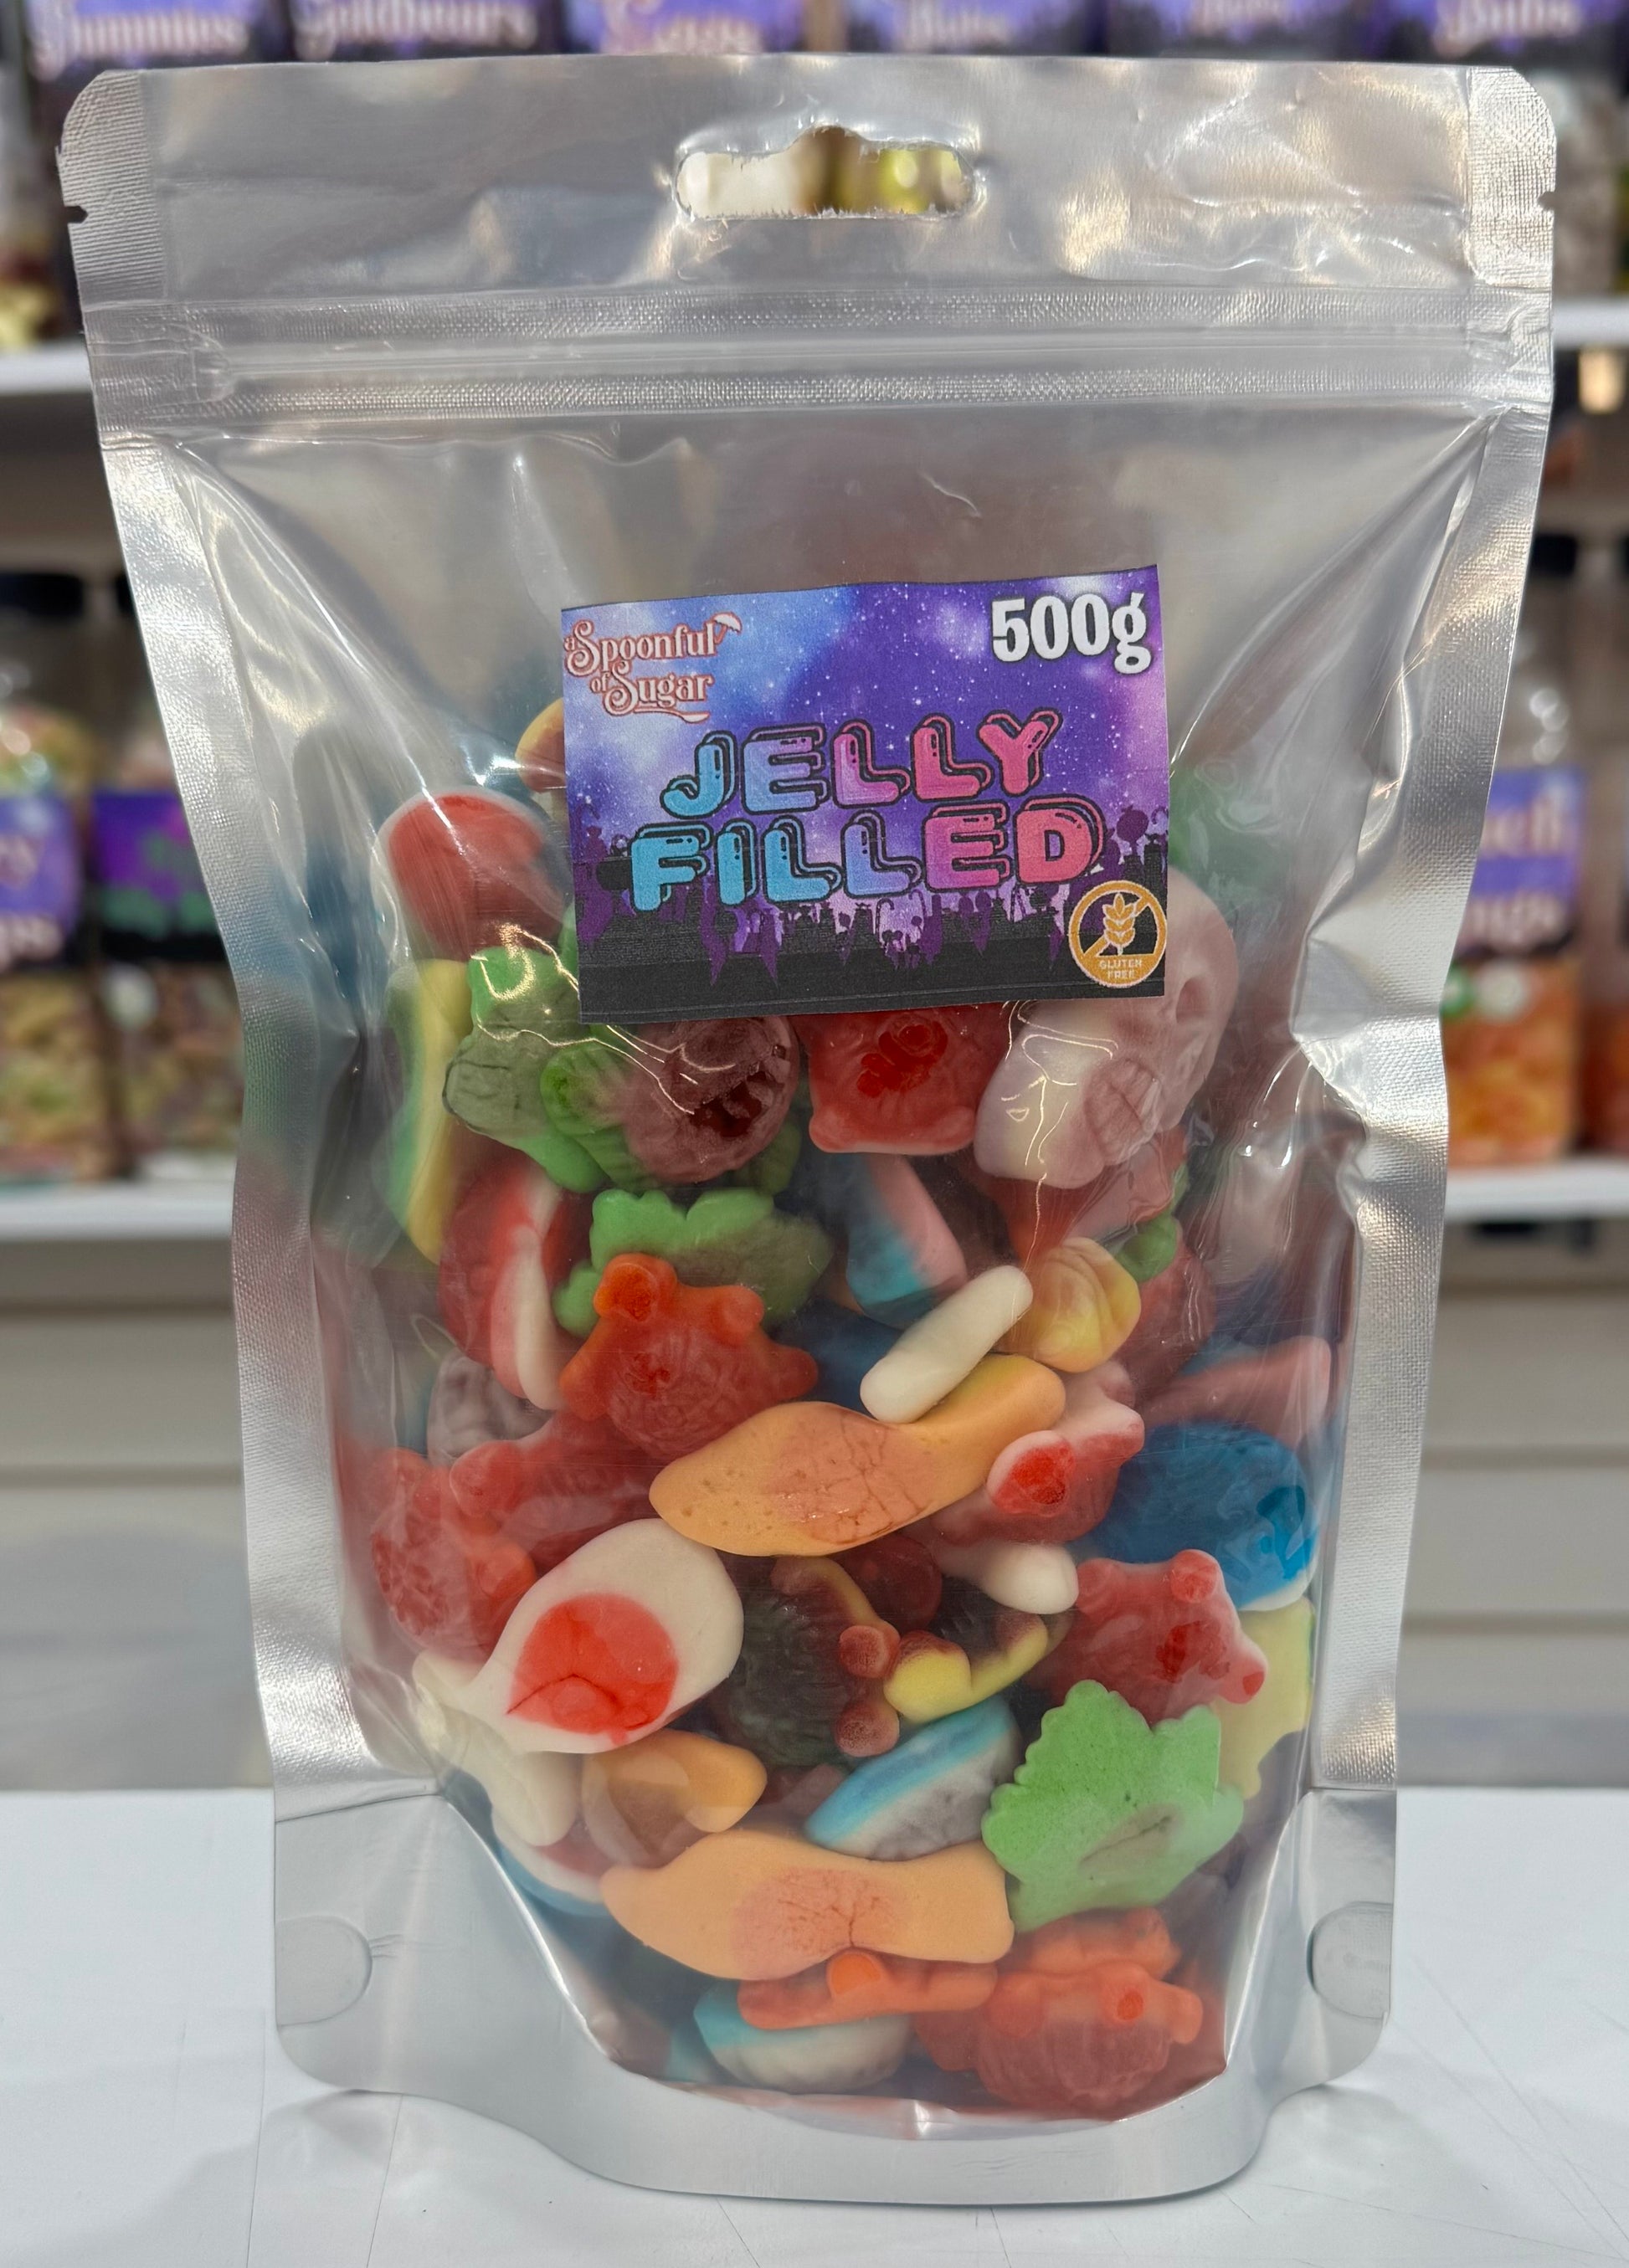 a Spoonful
of Sugar
500g
JELLY
FILLED
GLUTEN
FREE